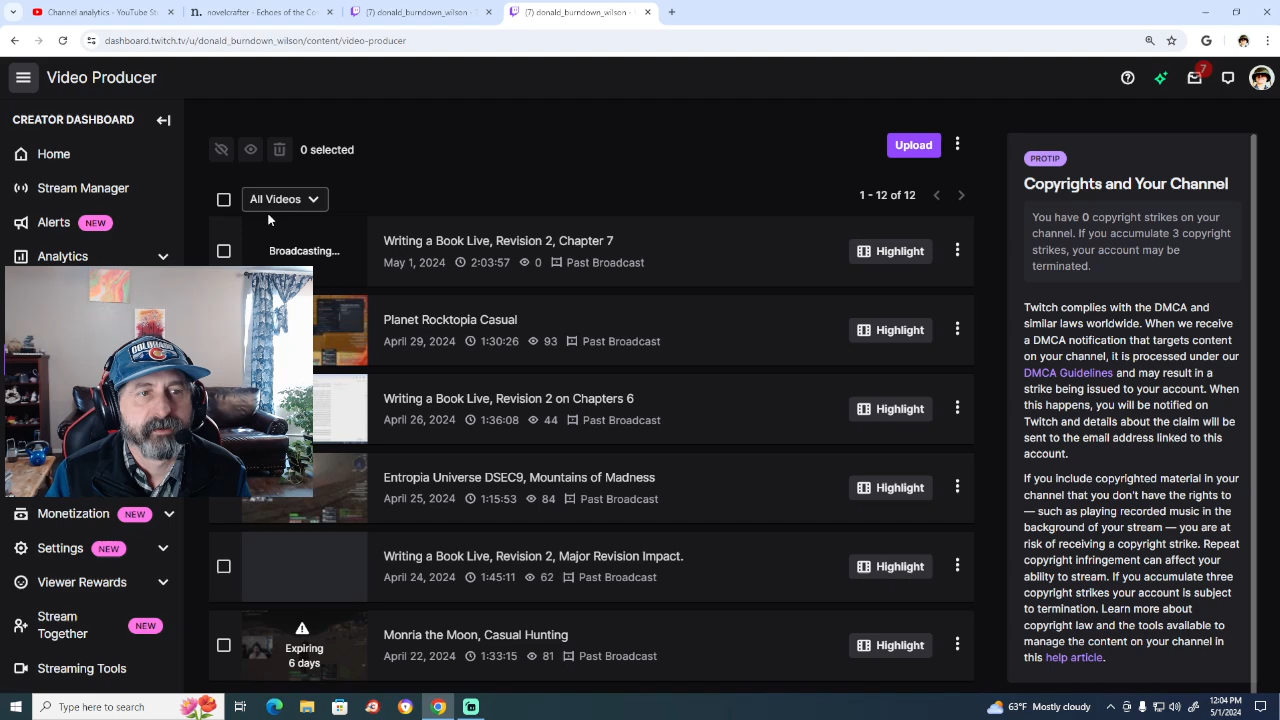 Channel analytics - YouTube St
novelcrafter - Echoes of the Co
(7) donald_burndown_wilson -
(7) donald_burndown_wilson -
dashboard.twitch.tv/u/donald_burndown_wilson/content/video-producer
Video Producer
7
CREATOR DASHBOARD
Home
Stream Manager
Alerts NEW
Analytics
Monetization NEW
Settings NEW
Viewer Rewards
Stream Together NEW
Streaming Tools
0 selected
Upload
All Videos
1 - 12 of 12
Broadcasting...
Writing a Book Live, Revision 2, Chapter 7
May 1, 2024 2:03:57 0 Past Broadcast
Highlight
Planet Rocktopia Casual
April 29, 2024 1:30:26 93 Past Broadcast
Highlight
Writing a Book Live, Revision 2 on Chapters 6
April 26, 2024 1:36:08 44 Past Broadcast
Highlight
Entropia Universe DSEC9, Mountains of Madness
April 25, 2024 1:15:53 84 Past Broadcast
Highlight
Writing a Book Live, Revision 2, Major Revision Impact.
April 24, 2024 1:45:11 62 Past Broadcast
Highlight
Expiring
6 days
Monria the Moon, Casual Hunting
April 22, 2024 1:33:15 81 Past Broadcast
Highlight
PROTIP
Copyrights and Your Channel
You have 0 copyright strikes on your
channel. If you accumulate 3 copyright
strikes, your account may be
terminated.
Twitch complies with the DMCA and
similar laws worldwide. When we receive
a DMCA notification that targets content
on your channel, it is processed under our
DMCA Guidelines and may result in a
strike being issued to your account. When
this happens, you will be notified on
Twitch and details about the claim will be
sent to the email address linked to this
account.
If you include copyrighted material in your
channel that you don't have the rights to
— such as playing recorded music in the
background of your stream — you are at
risk of receiving a copyright strike. Repeat
copyright infringement can affect your
ability to stream. If you accumulate three
copyright strikes your account is subject
to termination. Learn more about
copyright law and the tools available to
manage the content on your channel in
this help article.
Type here to search
63°F Mostly cloudy
12:04 PM
5/1/2024